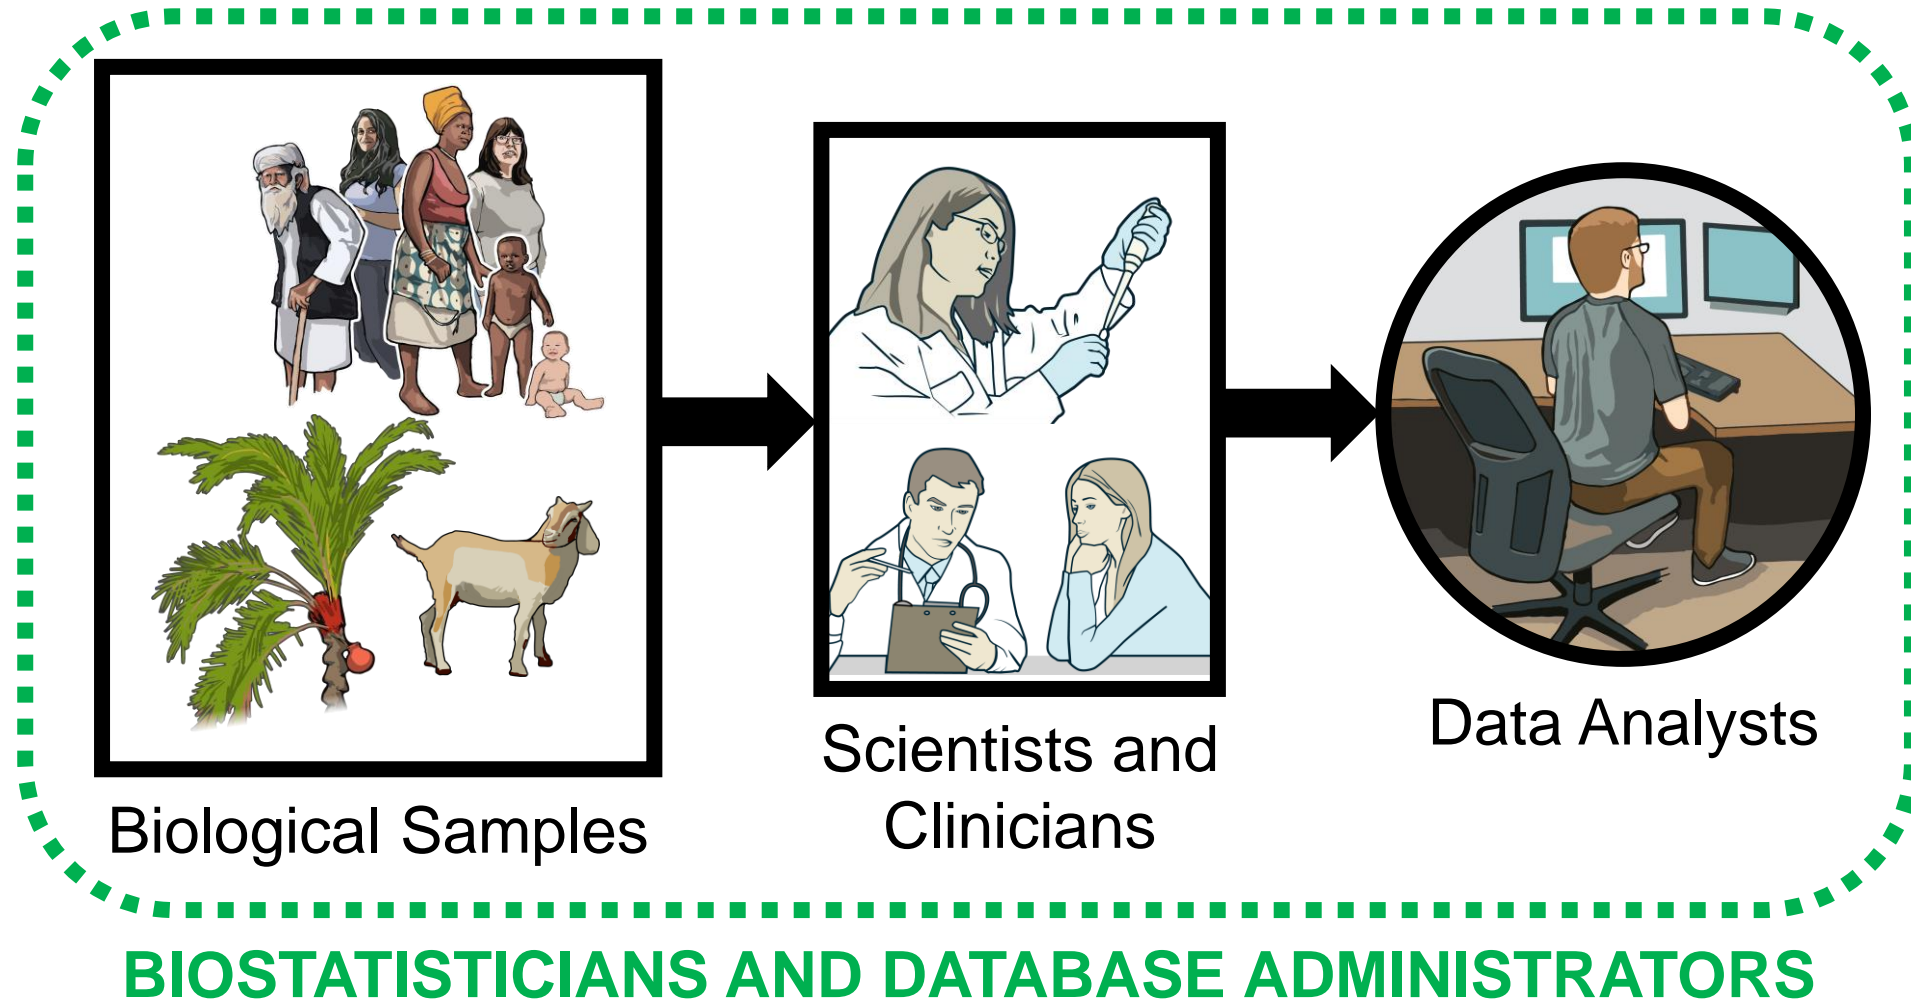 Biological Samples
Scientists and
Clinicians
Data Analysts
BIOSTATISTICIANS AND DATABASE ADMINISTRATORS